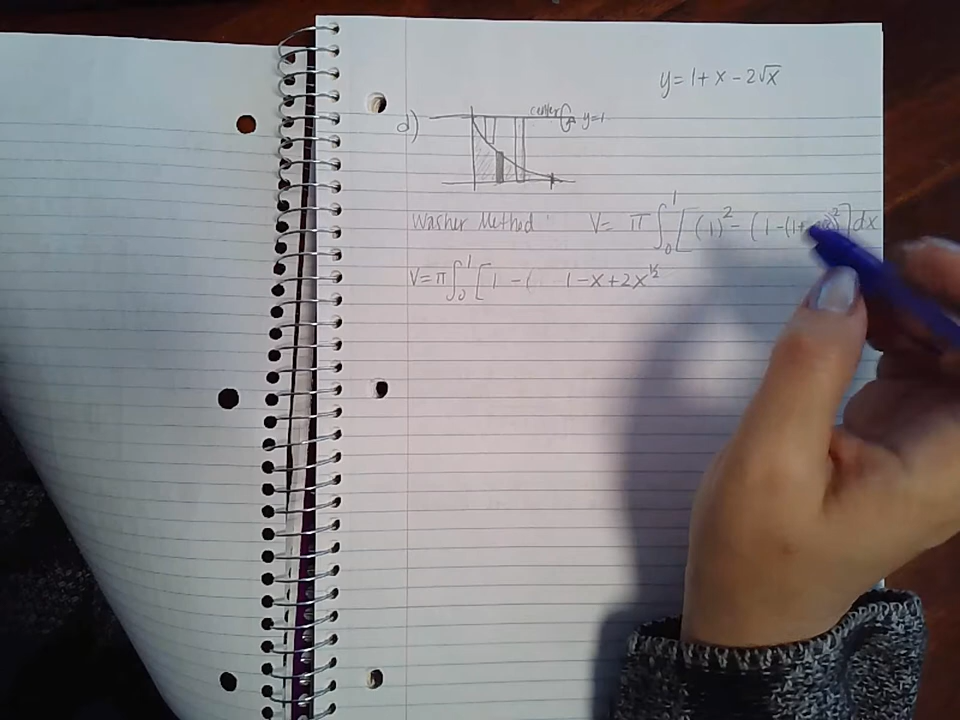 y = 1 + x - 2√x
d)
center y=1
Washer Method : V = π∫₀¹[(1)² - (1-(1+ )²]dx
V = π∫₀¹[1 - ( 1 - x + 2x^½